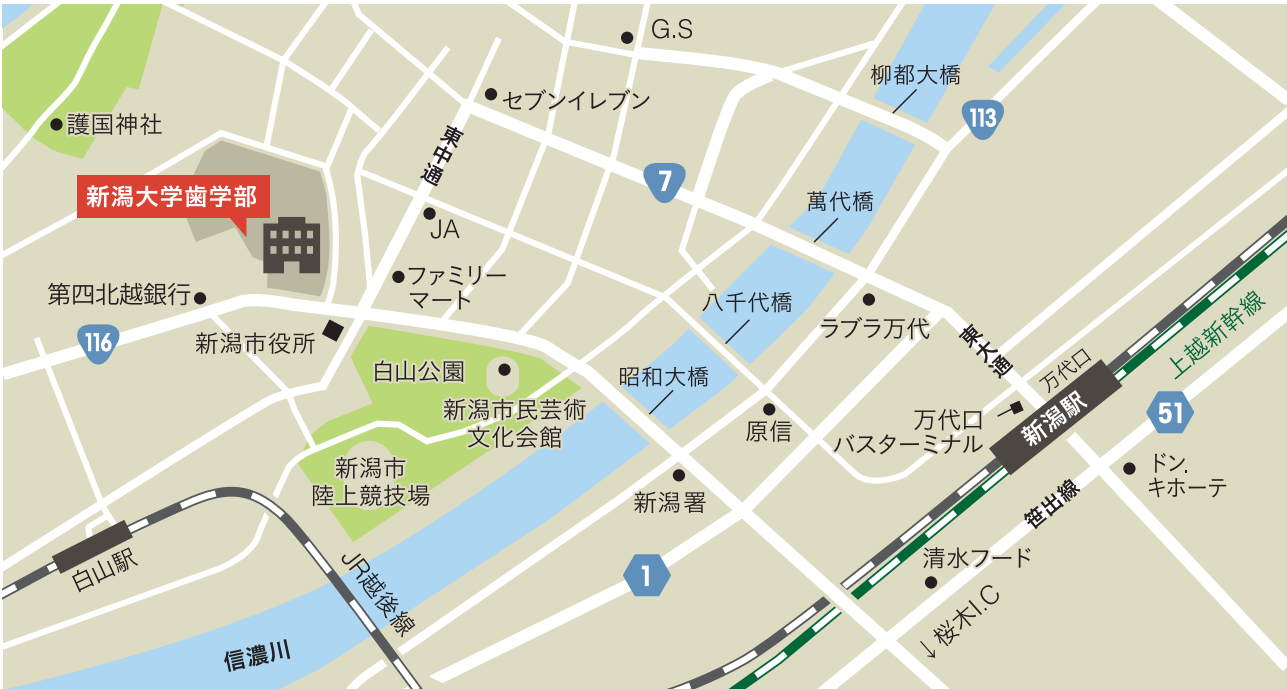 G.S
柳都大橋
セブンイレブン
113
護国神社
東中通
7
新潟大学歯学部
萬代橋
JA
ファミリー
マート
第四北越銀行
八千代橋
ラブラ万代
上越新幹線
116
新潟市役所
東大通
万代口
白山公園
昭和大橋
新潟市民芸術
文化会館
原信
万代口
バスターミナル
新潟駅
51
新潟市
陸上競技場
新潟署
ドン.
キホーテ
笹出線
白山駅
JR越後線
1
清水フード
↓桜木I.C
信濃川